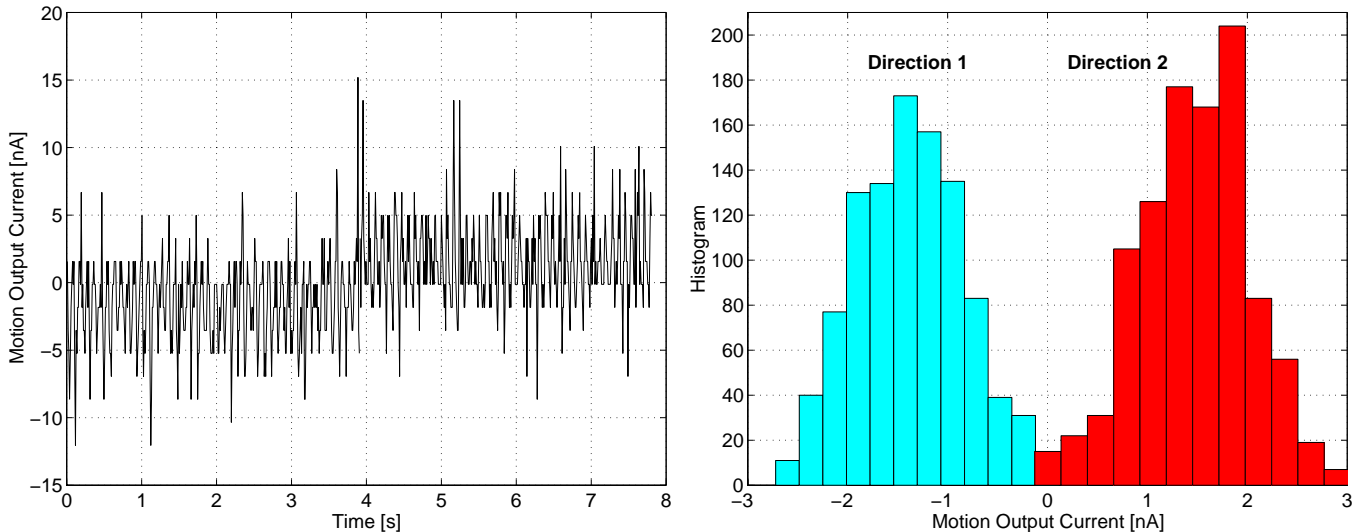 20
15
10
5
0
−5
−10
−15
0 1 2 3 4 5 6 7 8
Time [s]
Motion Output Current [nA]
200
180
160
140
120
100
80
60
40
20
0
−3 −2 −1 0 1 2 3
Motion Output Current [nA]
Histogram
Direction 1 Direction 2